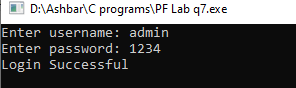 D:\Ashbar\C programs\PF Lab q7.exe
Enter username: admin
Enter password: 1234
Login Successful